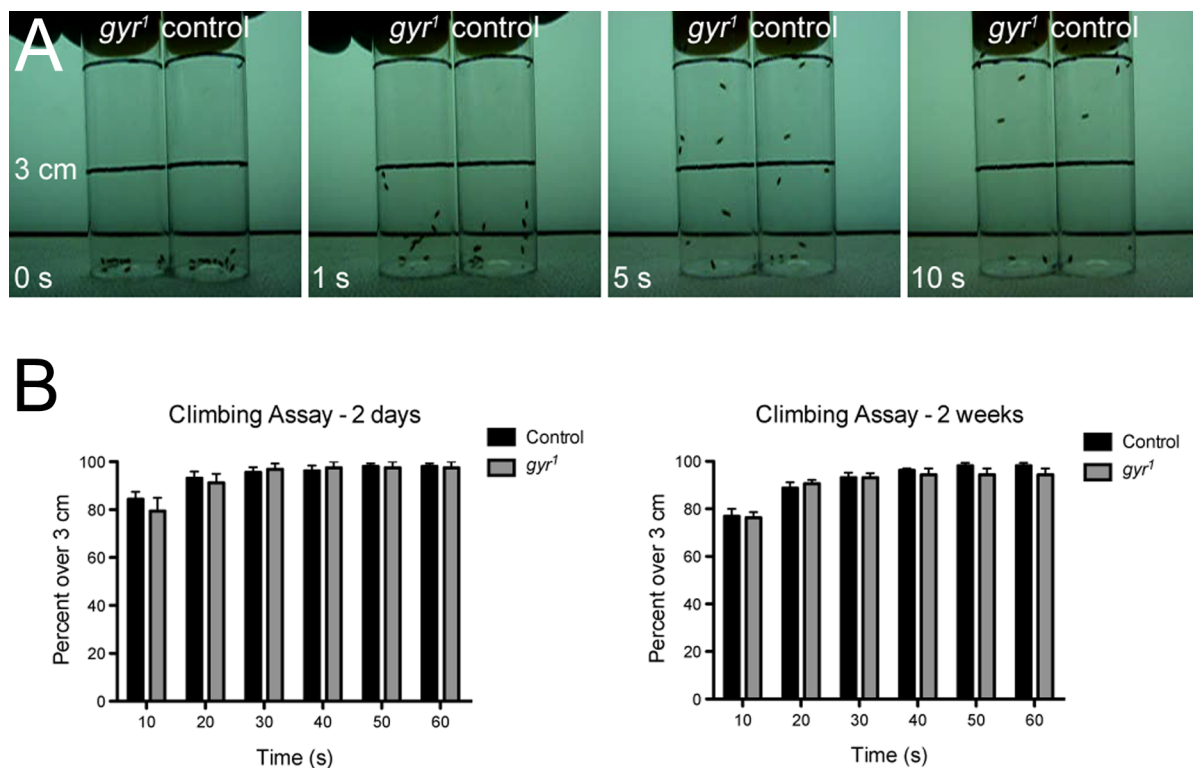 A
gyr¹ control
gyr¹ control
gyr¹ control
gyr¹ control
3 cm
0 s
1 s
5 s
10 s
B
Climbing Assay - 2 days
Control
gyr¹
Percent over 3 cm
100
80
60
40
20
0
10 20 30 40 50 60
Time (s)
Climbing Assay - 2 weeks
Control
gyr¹
Percent over 3 cm
100
80
60
40
20
0
10 20 30 40 50 60
Time (s)